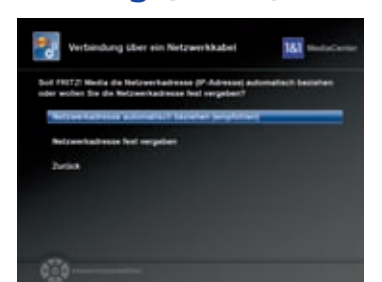 Verbindung über ein Netzwerkkabel
1&1 MediaCenter
Soll FRITZ! Media die Netzwerkadresse (IP-Adresse) automatisch beziehen
oder wollen Sie die Netzwerkadresse fest vergeben?
Netzwerkadresse automatisch beziehen (empfohlen)
Netzwerkadresse fest vergeben
Zurück